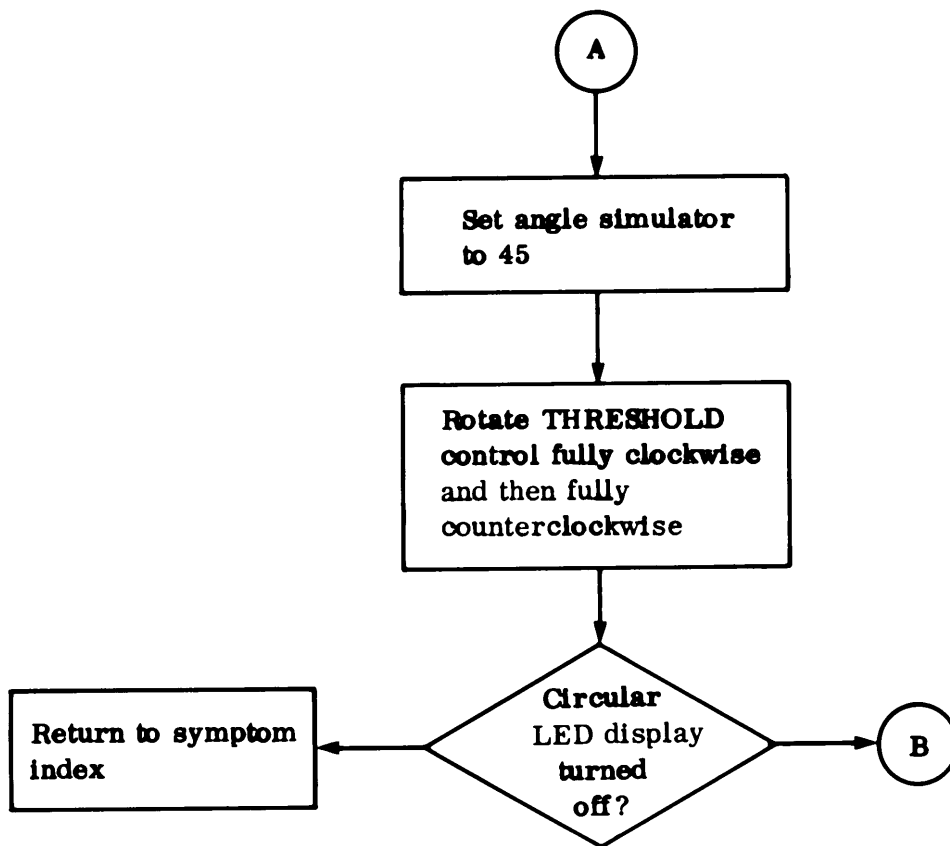 A
Set angle simulator
to 45
Rotate THRESHOLD
control fully clockwise
and then fully
counterclockwise
Circular
LED display
turned
off?
Return to symptom
index
B